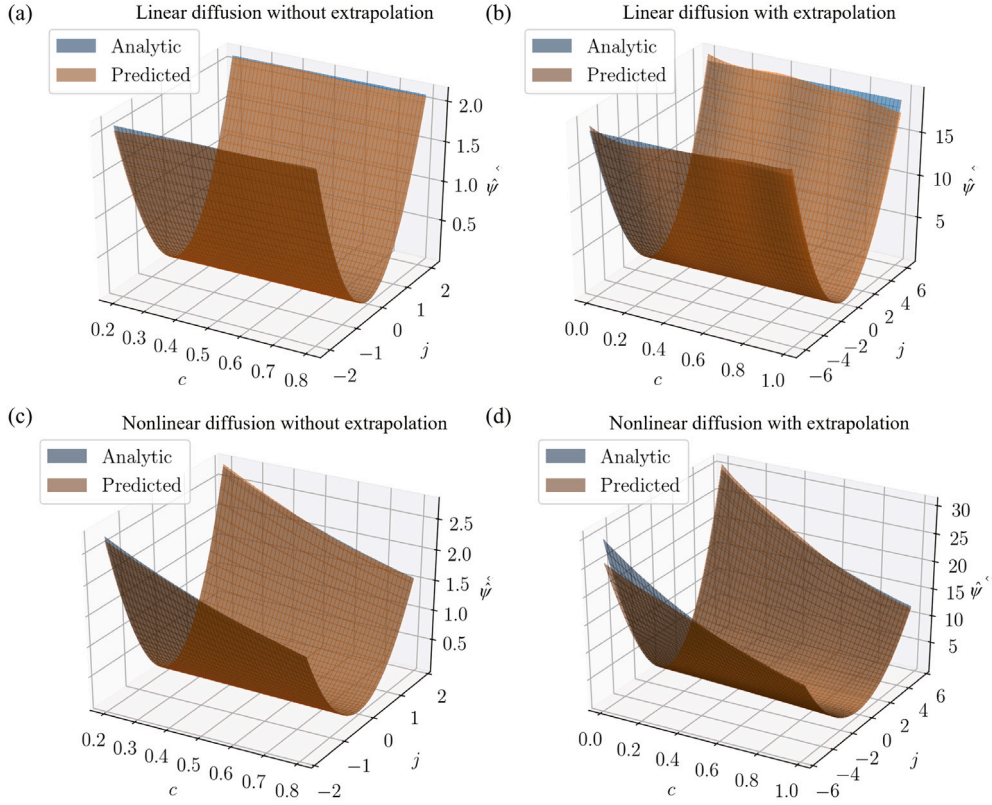 (a)
Linear diffusion without extrapolation
Analytic
Predicted
2.0
1.5
1.0
0.5
ψ̂
0.2
0.3
0.4
0.5
0.6
0.7
0.8
c
−2
−1
0
1
2
j
(b)
Linear diffusion with extrapolation
Analytic
Predicted
15
10
5
ψ̂
0.0
0.2
0.4
0.6
0.8
1.0
c
−6
−4
−2
0
2
4
6
j
(c)
Nonlinear diffusion without extrapolation
Analytic
Predicted
2.5
2.0
1.5
1.0
0.5
ψ̂
0.2
0.3
0.4
0.5
0.6
0.7
0.8
c
−2
−1
0
1
2
j
(d)
Nonlinear diffusion with extrapolation
Analytic
Predicted
30
25
20
15
10
5
ψ̂
0.0
0.2
0.4
0.6
0.8
1.0
c
−6
−4
−2
0
2
4
6
j